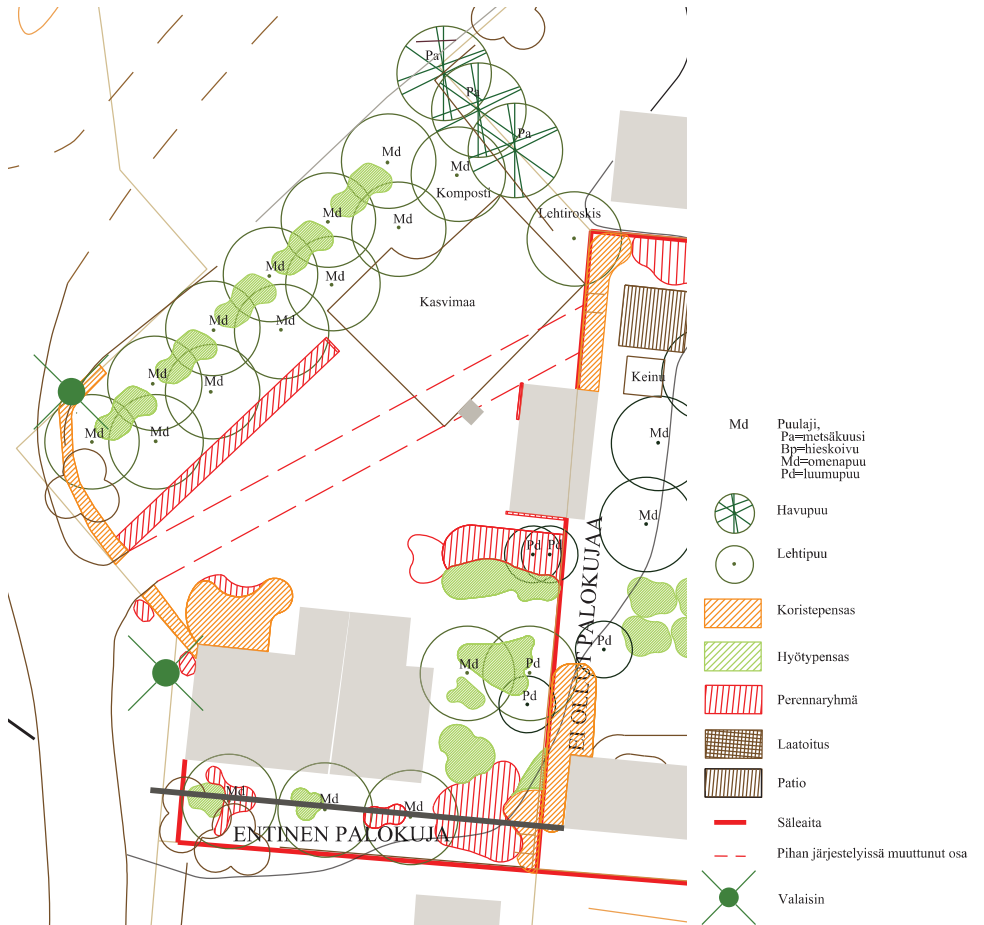 Pa
Pa
Pa
Md
Md
Komposti
Md
Md
Lehtiroskis
Md
Md
Kasvimaa
Md
Md
Keinu
Md
Md
Md
Md
Md
Md
Md
Pd
Pd
EI OLLUT PALOKUJAA
Pd
Md
Pd
Pd
Md
Md
Md
ENTINEN PALOKUJA
Md
Puulaji,
Pa=metsäkuusi
Bp=hieskoivu
Md=omenapuu
Pd=luumupuu
Havupuu
Lehtipuu
Koristepensas
Hyötypensas
Perennaryhmä
Laatoitus
Patio
Säleaita
Pihan järjestelyissä muuttunut osa
Valaisin